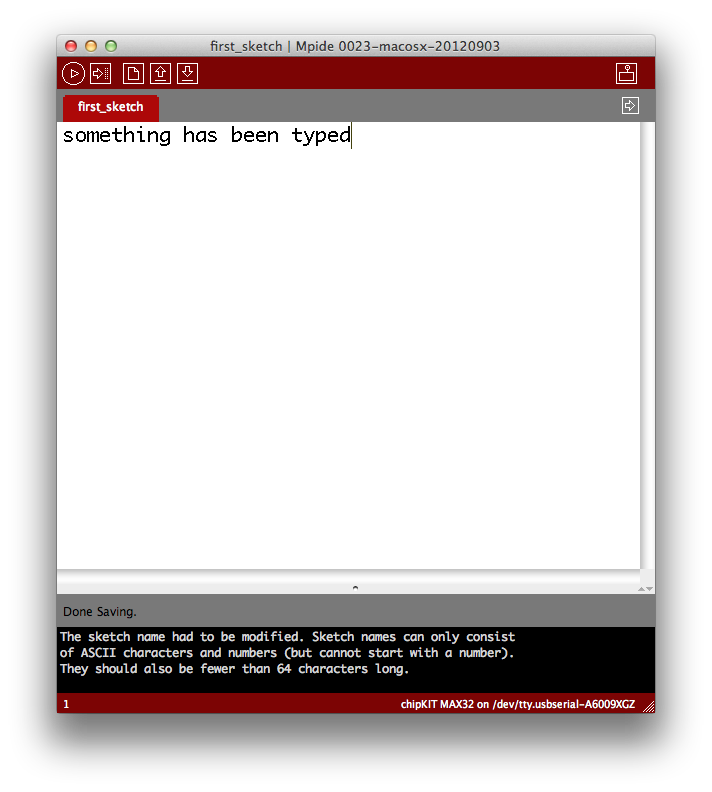 first_sketch | Mpide 0023-macosx-20120903
first_sketch
something has been typed
Done Saving.
The sketch name had to be modified. Sketch names can only consist
of ASCII characters and numbers (but cannot start with a number).
They should also be fewer than 64 characters long.
1
chipKIT MAX32 on /dev/tty.usbserial-A6009XGZ